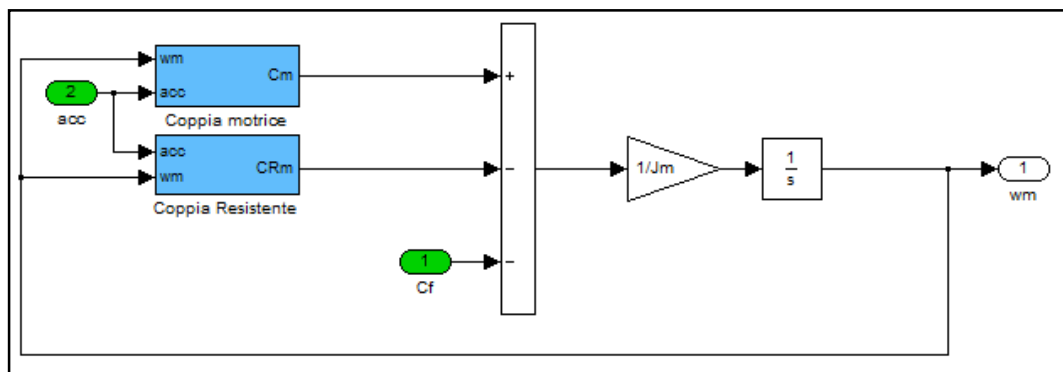 wm
Cm
+
2
acc
acc
Coppia motrice
acc
CRm
wm
−
Coppia Resistente
1/Jm
1
s
1
wm
1
−
Cf